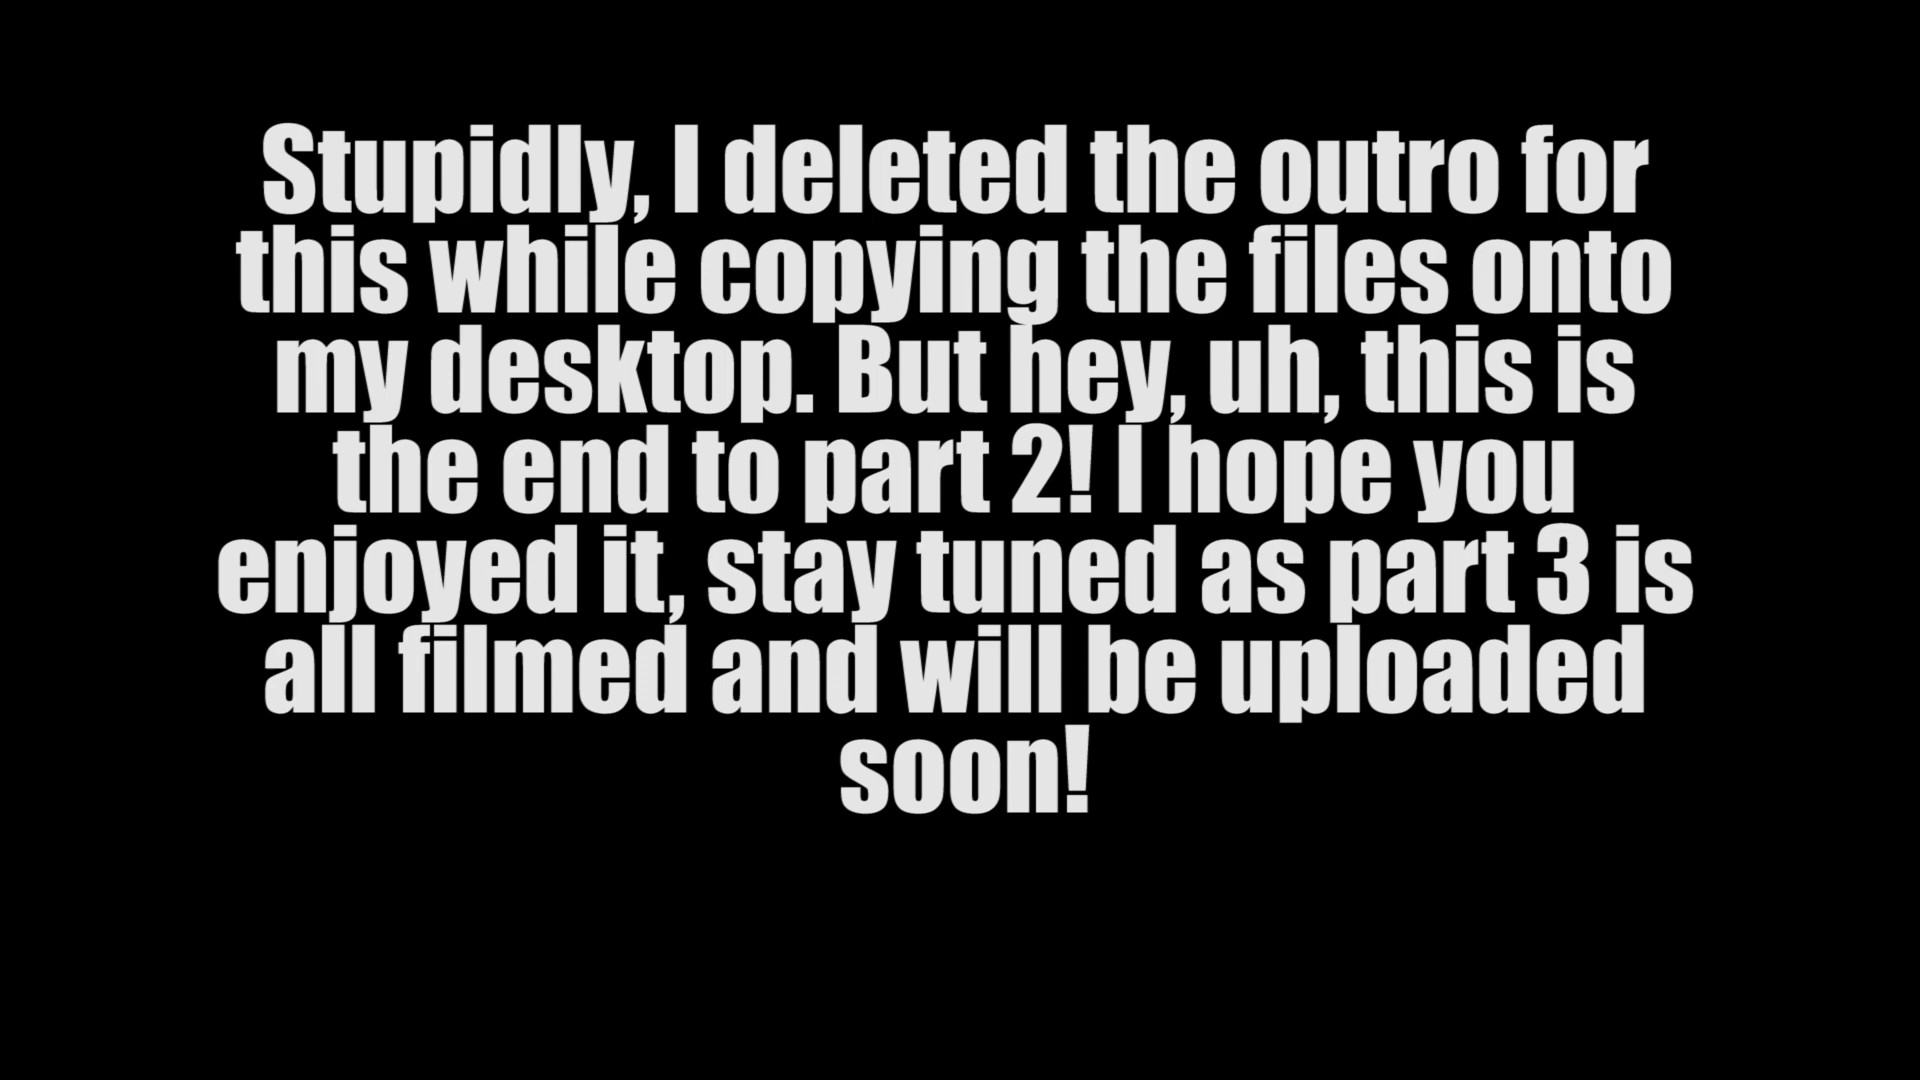 Stupidly, I deleted the outro for
this while copying the files onto
my desktop. But hey, uh, this is
the end to part 2! I hope you
enjoyed it, stay tuned as part 3 is
all filmed and will be uploaded
soon!